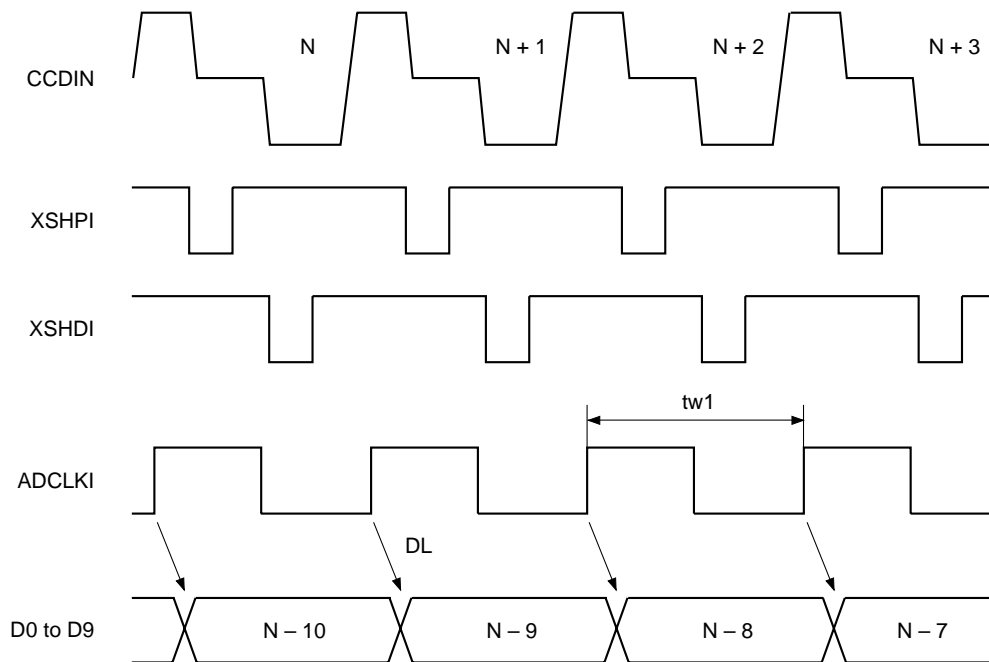 N
N + 1
N + 2
N + 3
CCDIN
XSHPI
XSHDI
tw1
ADCLKI
DL
D0 to D9
N – 10
N – 9
N – 8
N – 7